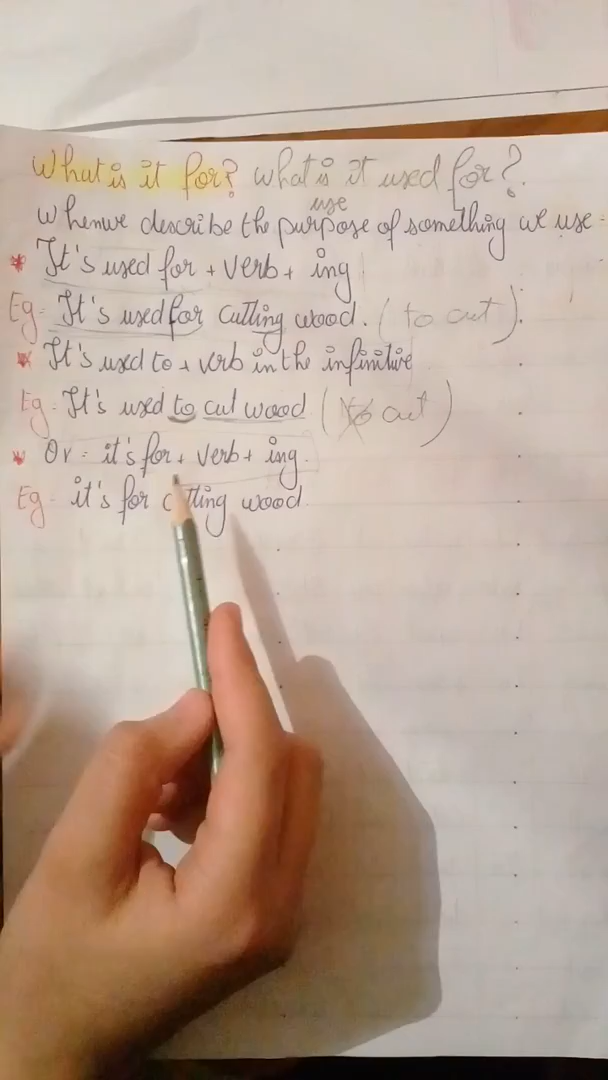 What is it for? What is it used for?
use
When we describe the purpose of something we use =
* It's used for + verb + ing
Eg - It's used for cutting wood. (to cut).
* It's used to + verb in the infinitive
Eg - It's used to cut wood (to cut)
* Or = it's for + verb + ing.
Eg - it's for cutting wood.